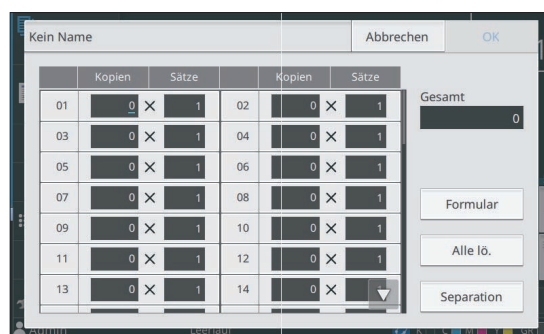 Kein Name Abbrechen OK
Kopien Sätze Kopien Sätze
Gesamt
0
01 0 × 1 02 0 × 1
03 0 × 1 04 0 × 1
05 0 × 1 06 0 × 1
07 0 × 1 08 0 × 1
Formular
09 0 × 1 10 0 × 1
11 0 × 1 12 0 × 1
Alle lö.
13 0 × 14 0 ×
Separation
Admin Leerlauf K C M Y GR